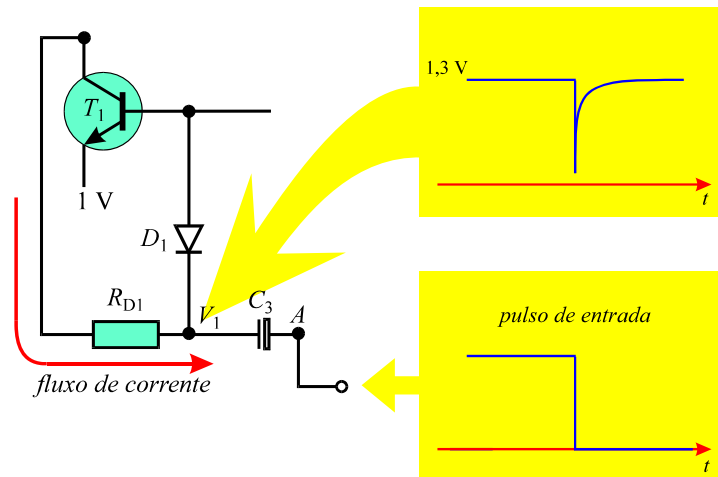 1,3 V
t
T1
1 V
D1
RD1
V1
C3
A
fluxo de corrente
pulso de entrada
t